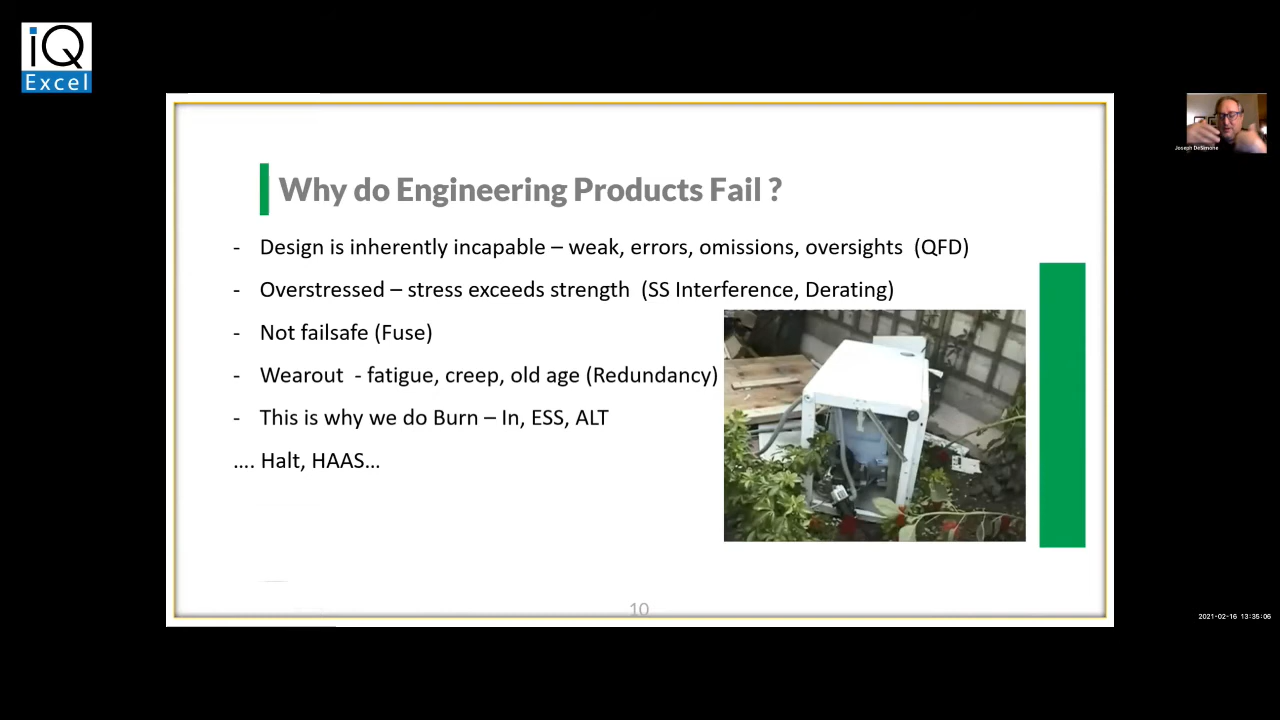 iQ
Excel
Joseph DeSimone
Why do Engineering Products Fail ?
- Design is inherently incapable – weak, errors, omissions, oversights (QFD)
- Overstressed – stress exceeds strength (SS Interference, Derating)
- Not failsafe (Fuse)
- Wearout - fatigue, creep, old age (Redundancy)
- This is why we do Burn – In, ESS, ALT
.... Halt, HAAS...
10
2021-02-16 13:35:06